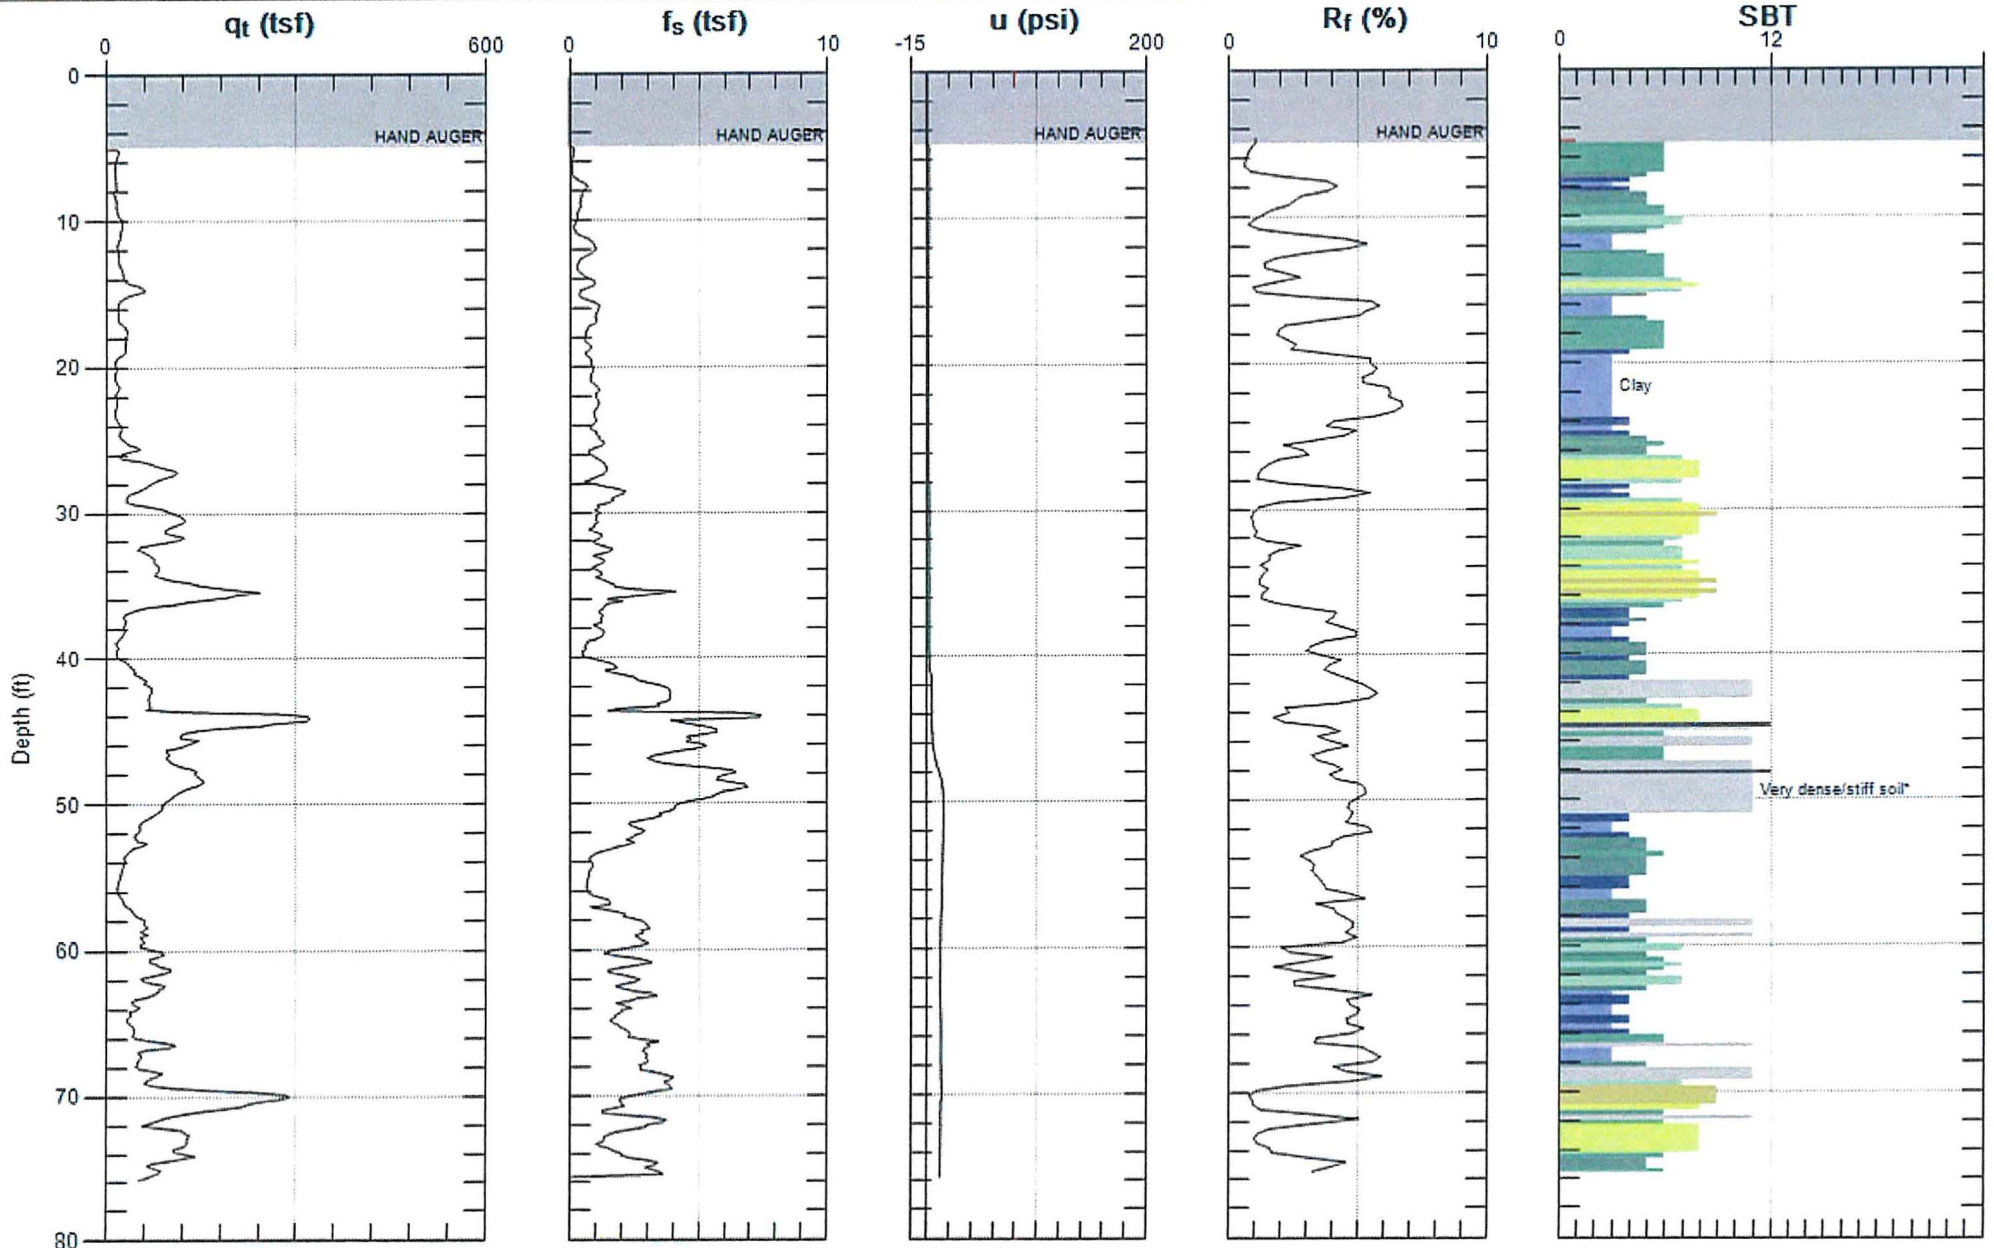 qt (tsf) fs (tsf) u (psi) Rf (%) SBT
0 600 0 10 -15 200 0 10 0 12
0
HAND AUGER HAND AUGER HAND AUGER HAND AUGER
10
20
Clay
30
40
Depth (ft)
50
Very dense/stiff soil*
60
70
80